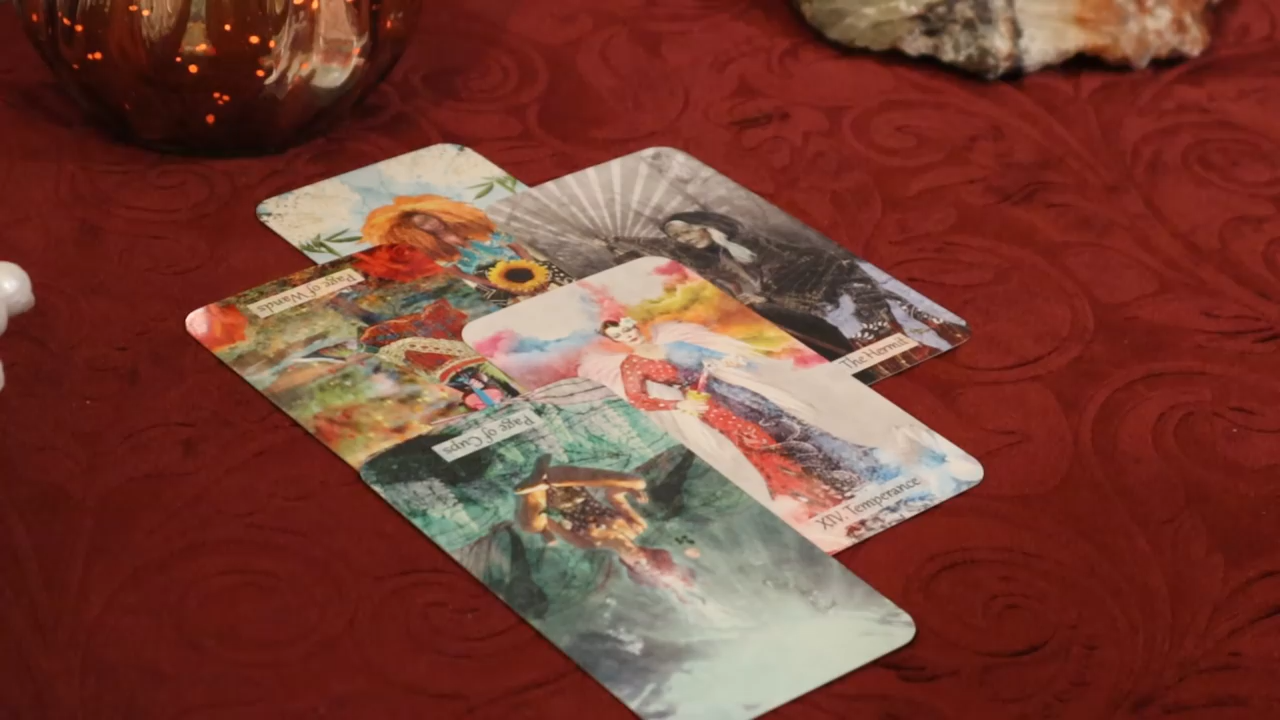 Page of Wands
The Hermit
Page of Cups
XIV. Temperance